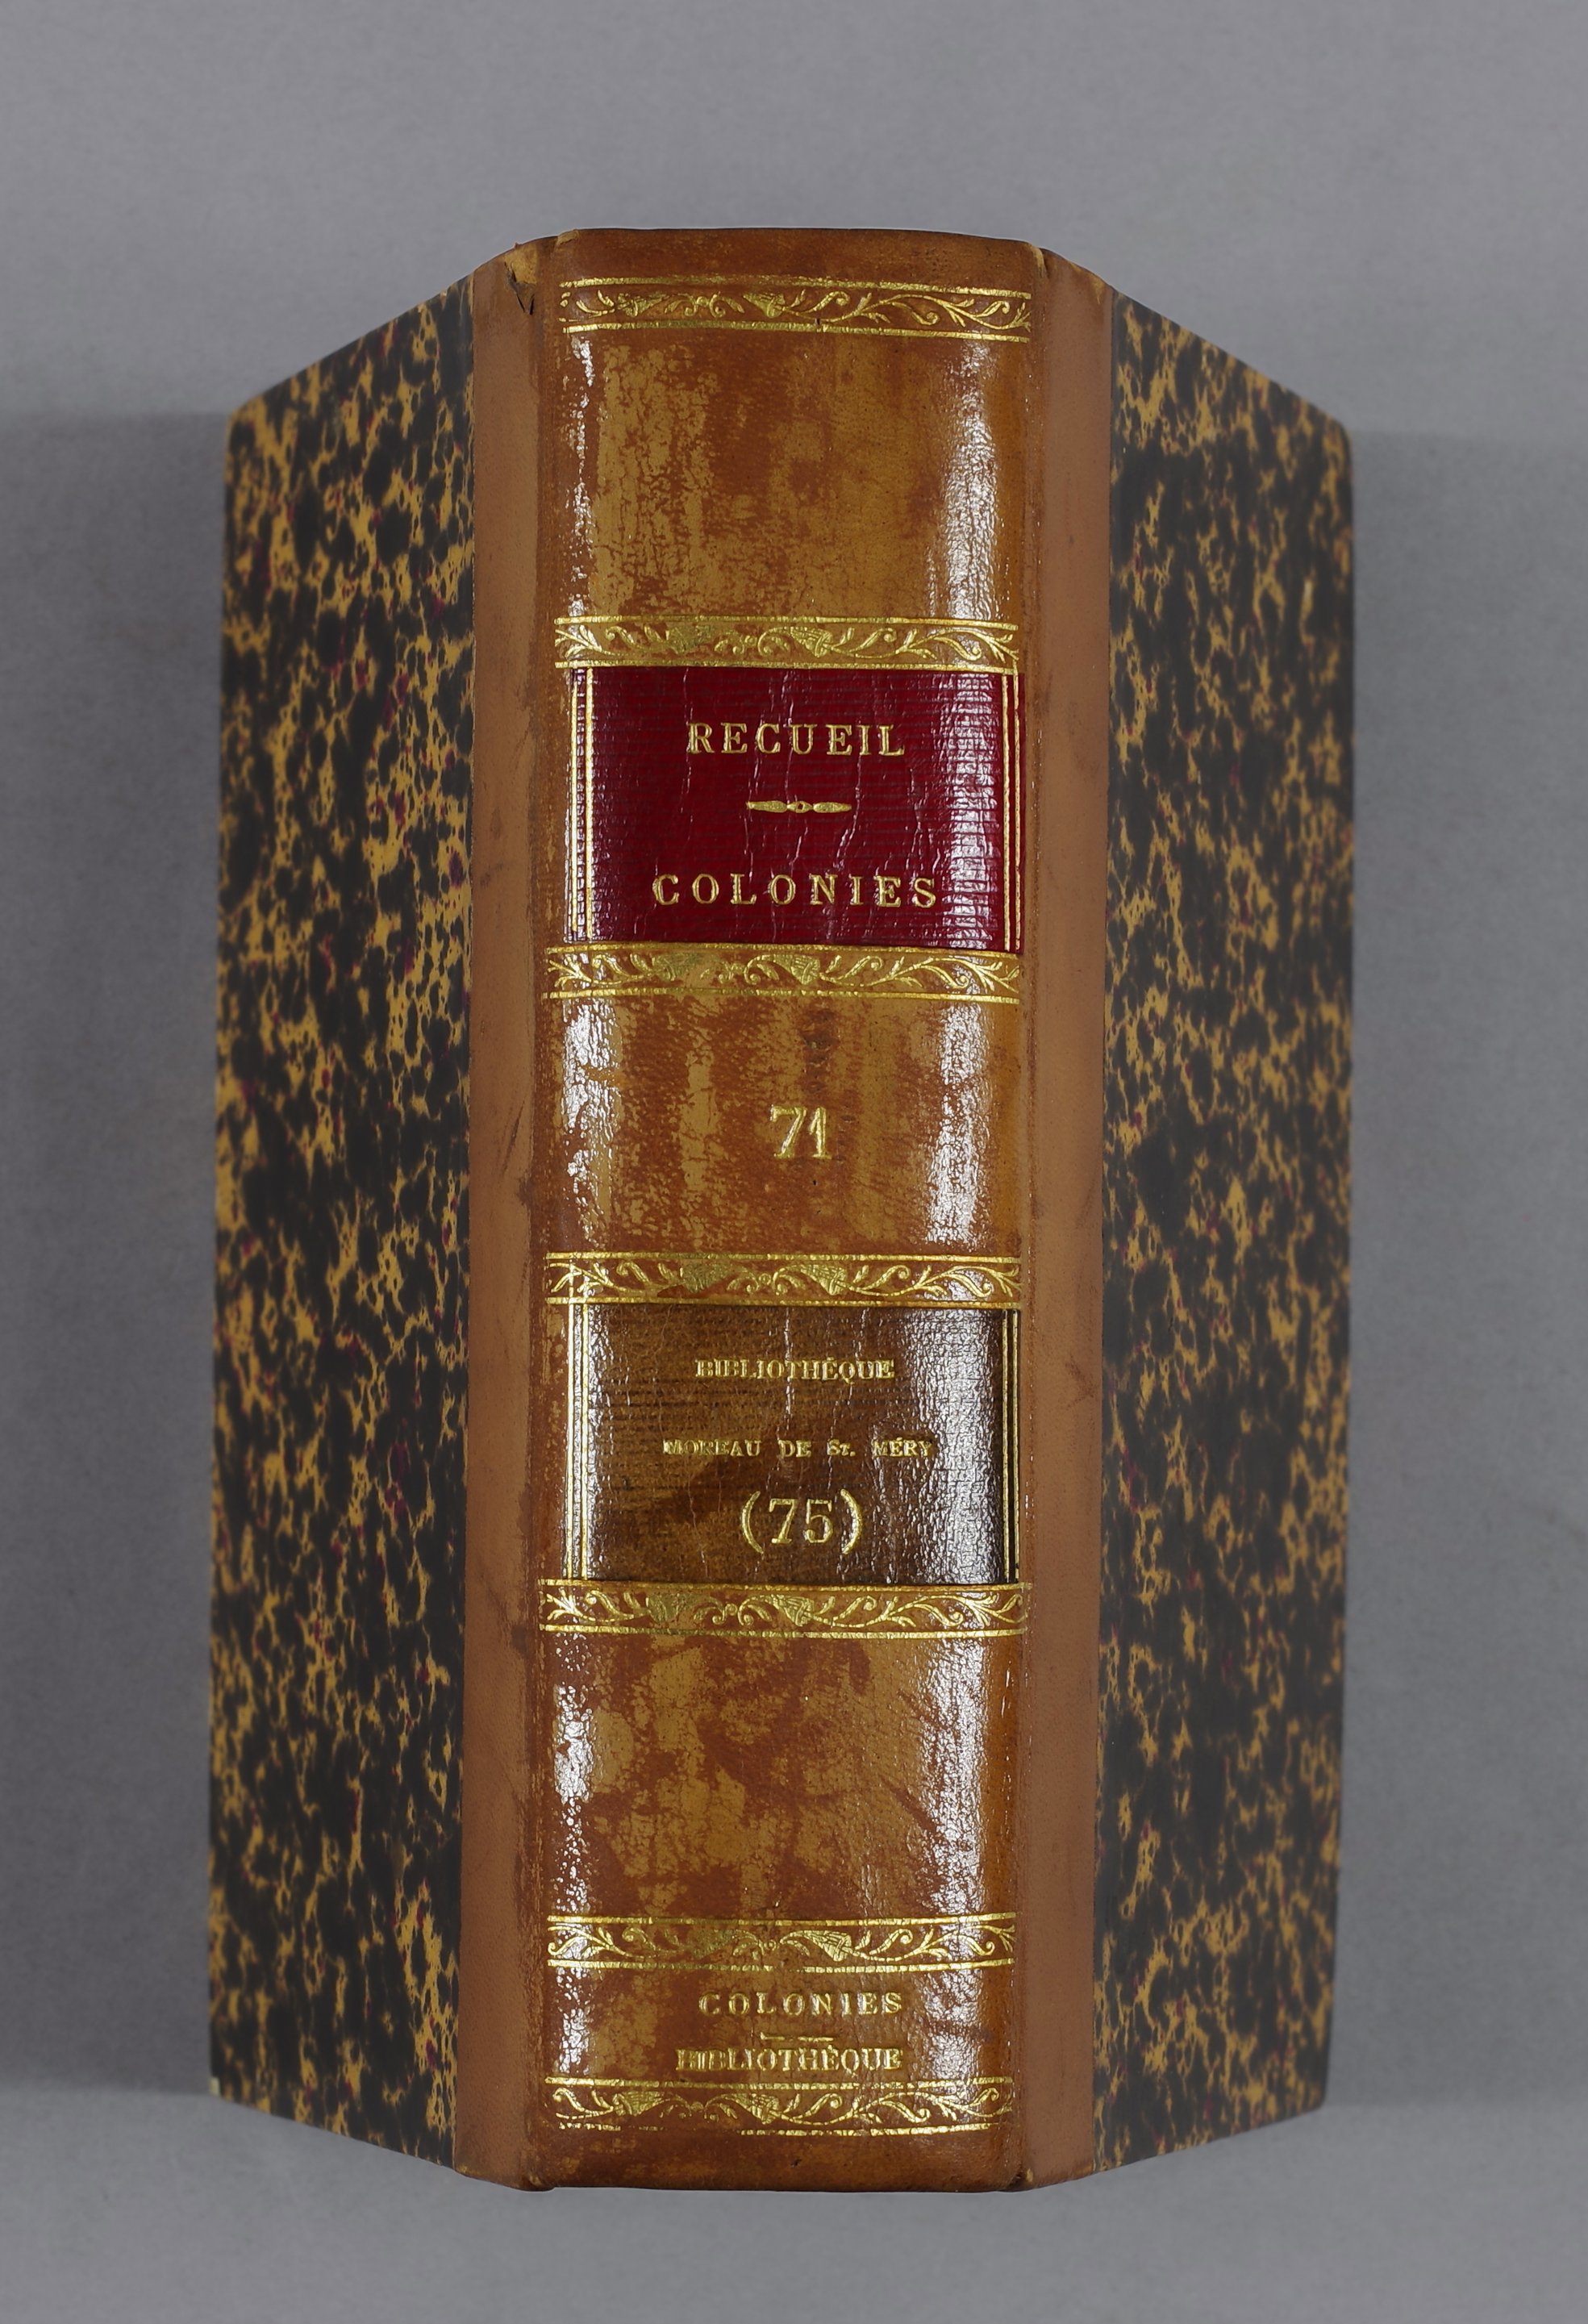 RECUEIL
COLONIES
71
BIBLIOTHÈQUE
MOREAU DE St. MÉRY
(75)
COLONIES
BIBLIOTHÈQUE